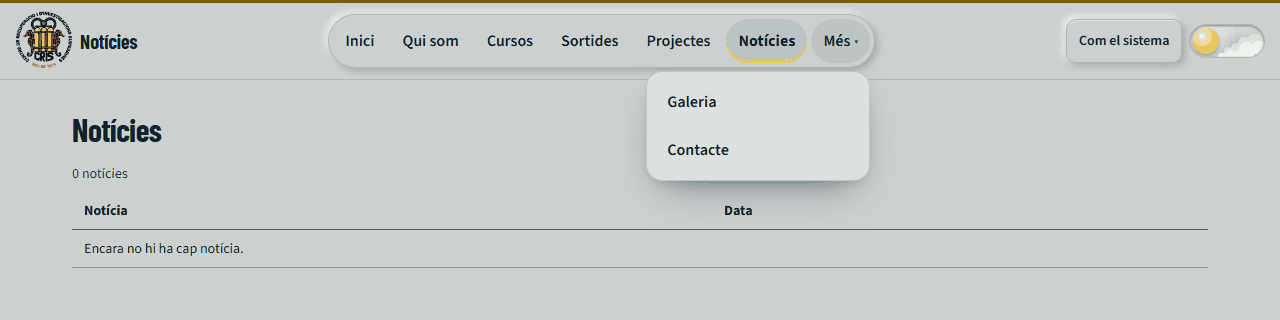 CRIS
Notícies
Inici
Qui som
Cursos
Sortides
Projectes
Notícies
Més
Com el sistema
Galeria
Contacte
Notícies
0 notícies
Notícia
Data
Encara no hi ha cap notícia.